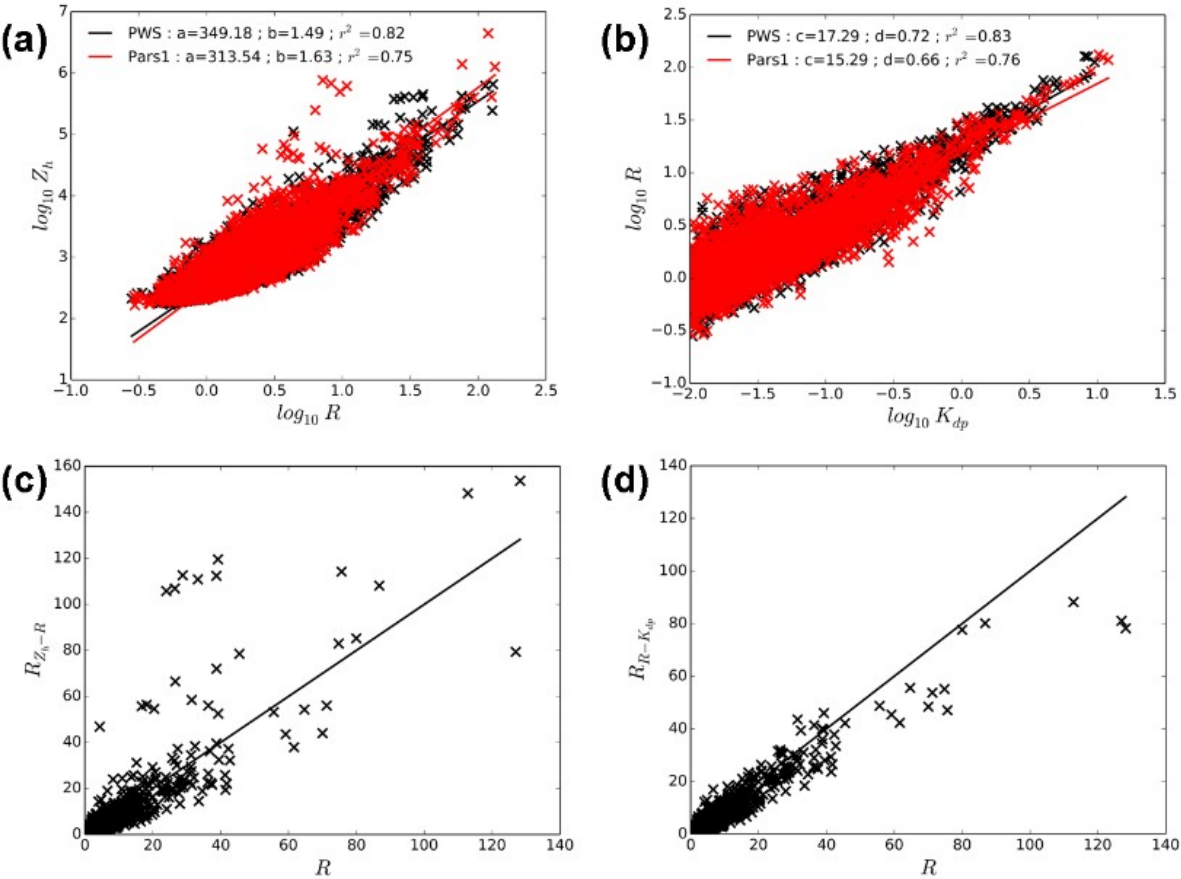 (a)
PWS : a=349.18 ; b=1.49 ; r² =0.82
Pars1 : a=313.54 ; b=1.63 ; r² =0.75
7
6
5
4
3
2
1
log₁₀ Zₕ
−1.0 −0.5 0.0 0.5 1.0 1.5 2.0 2.5
log₁₀ R
(b)
PWS : c=17.29 ; d=0.72 ; r² =0.83
Pars1 : c=15.29 ; d=0.66 ; r² =0.76
2.5
2.0
1.5
1.0
0.5
0.0
−0.5
−1.0
log₁₀ R
−2.0 −1.5 −1.0 −0.5 0.0 0.5 1.0 1.5
log₁₀ K_dp
(c)
160
140
120
100
80
60
40
20
0
R_{Zₕ−R}
0 20 40 60 80 100 120 140
R
(d)
140
120
100
80
60
40
20
0
R_{R−K_dp}
0 20 40 60 80 100 120 140
R